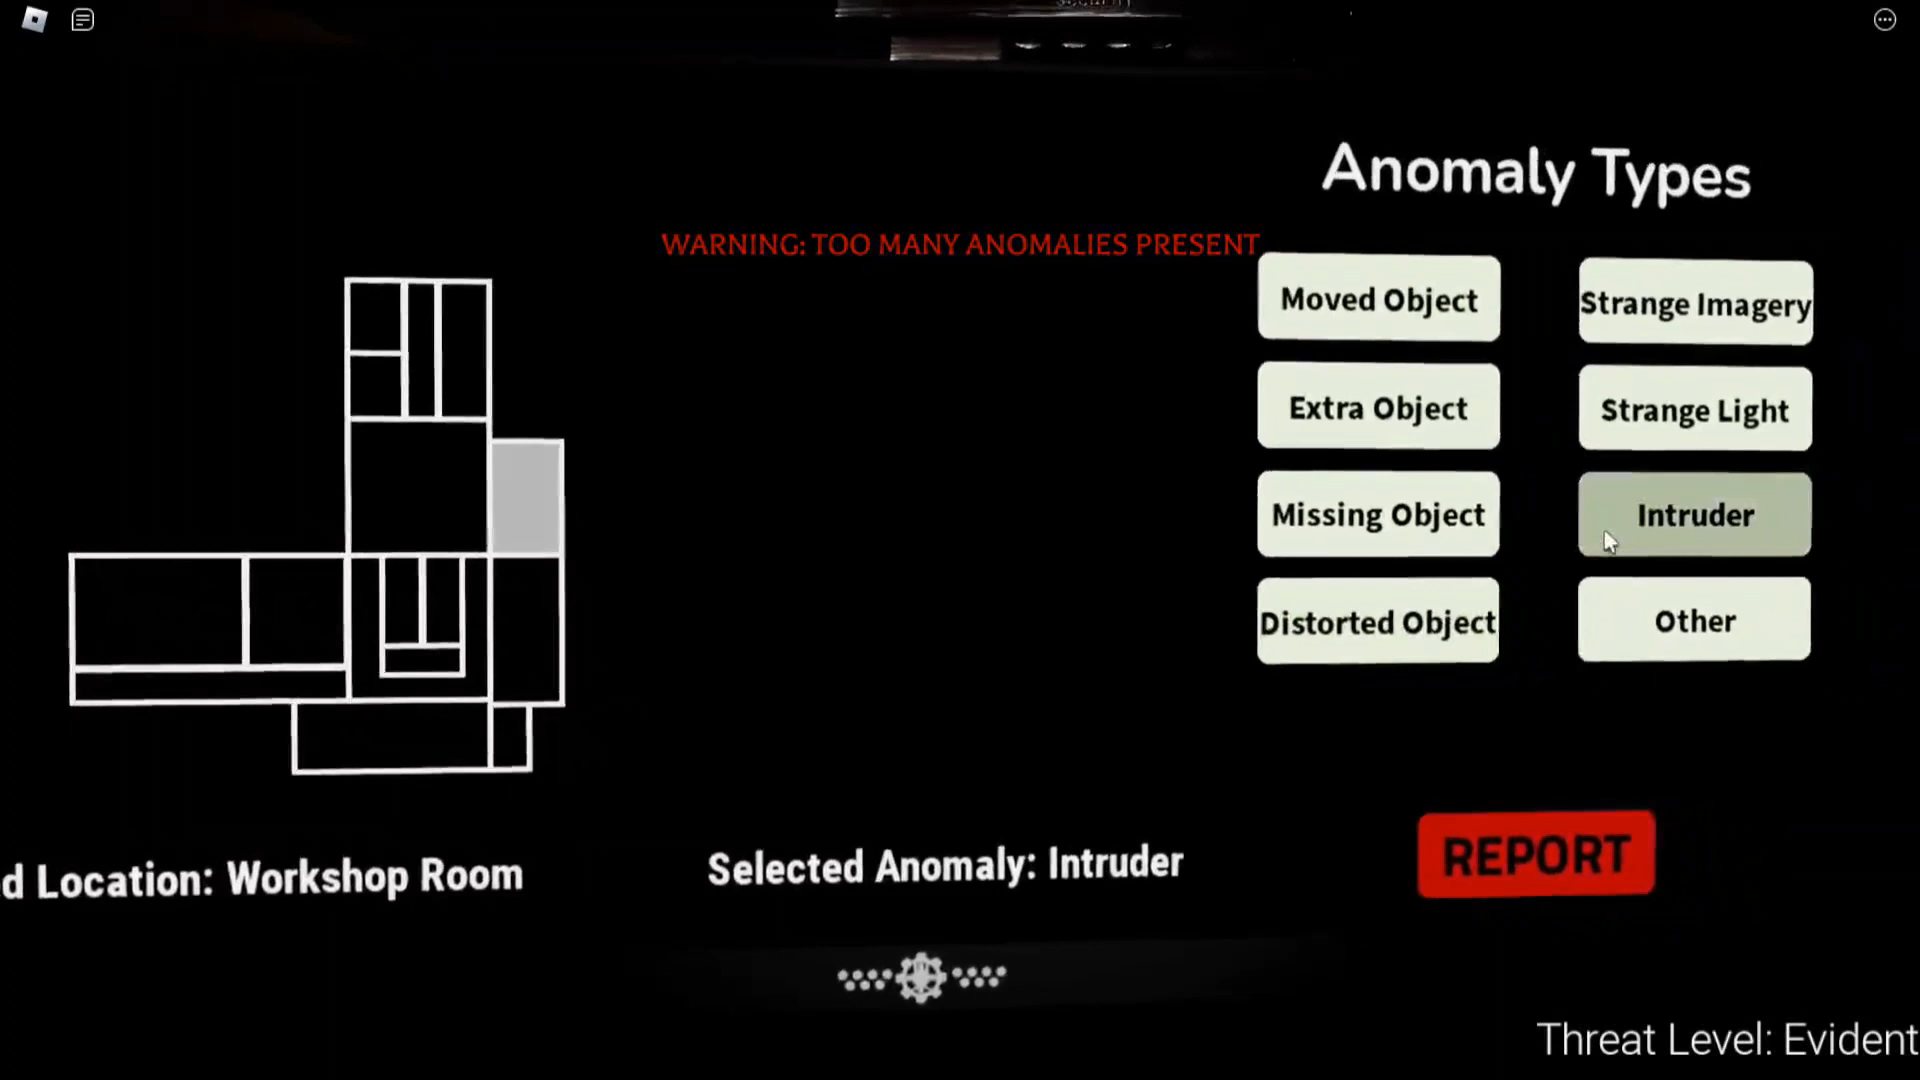 Anomaly Types
WARNING: TOO MANY ANOMALIES PRESENT
Moved Object
Strange Imagery
Extra Object
Strange Light
Missing Object
Intruder
Distorted Object
Other
d Location: Workshop Room
Selected Anomaly: Intruder
REPORT
Threat Level: Evident